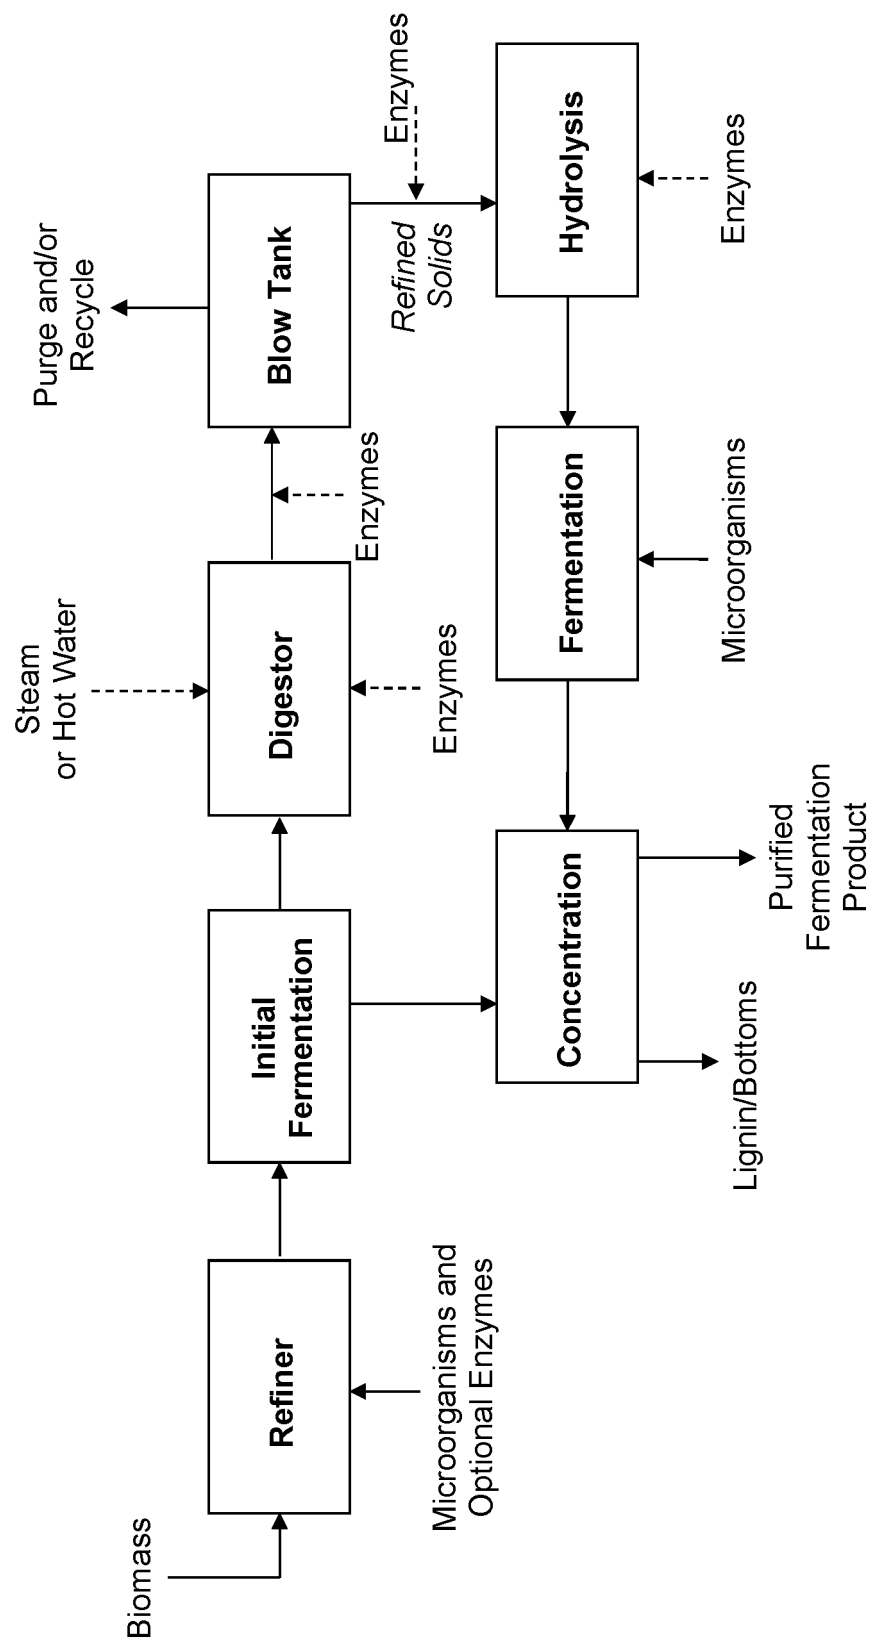 Biomass
Refiner
Microorganisms and
Optional Enzymes
Initial
Fermentation
Steam
or Hot Water
Digestor
Enzymes
Enzymes
Purge and/or
Recycle
Blow Tank
Enzymes
Refined
Solids
Hydrolysis
Enzymes
Fermentation
Microorganisms
Concentration
Lignin/Bottoms
Purified
Fermentation
Product